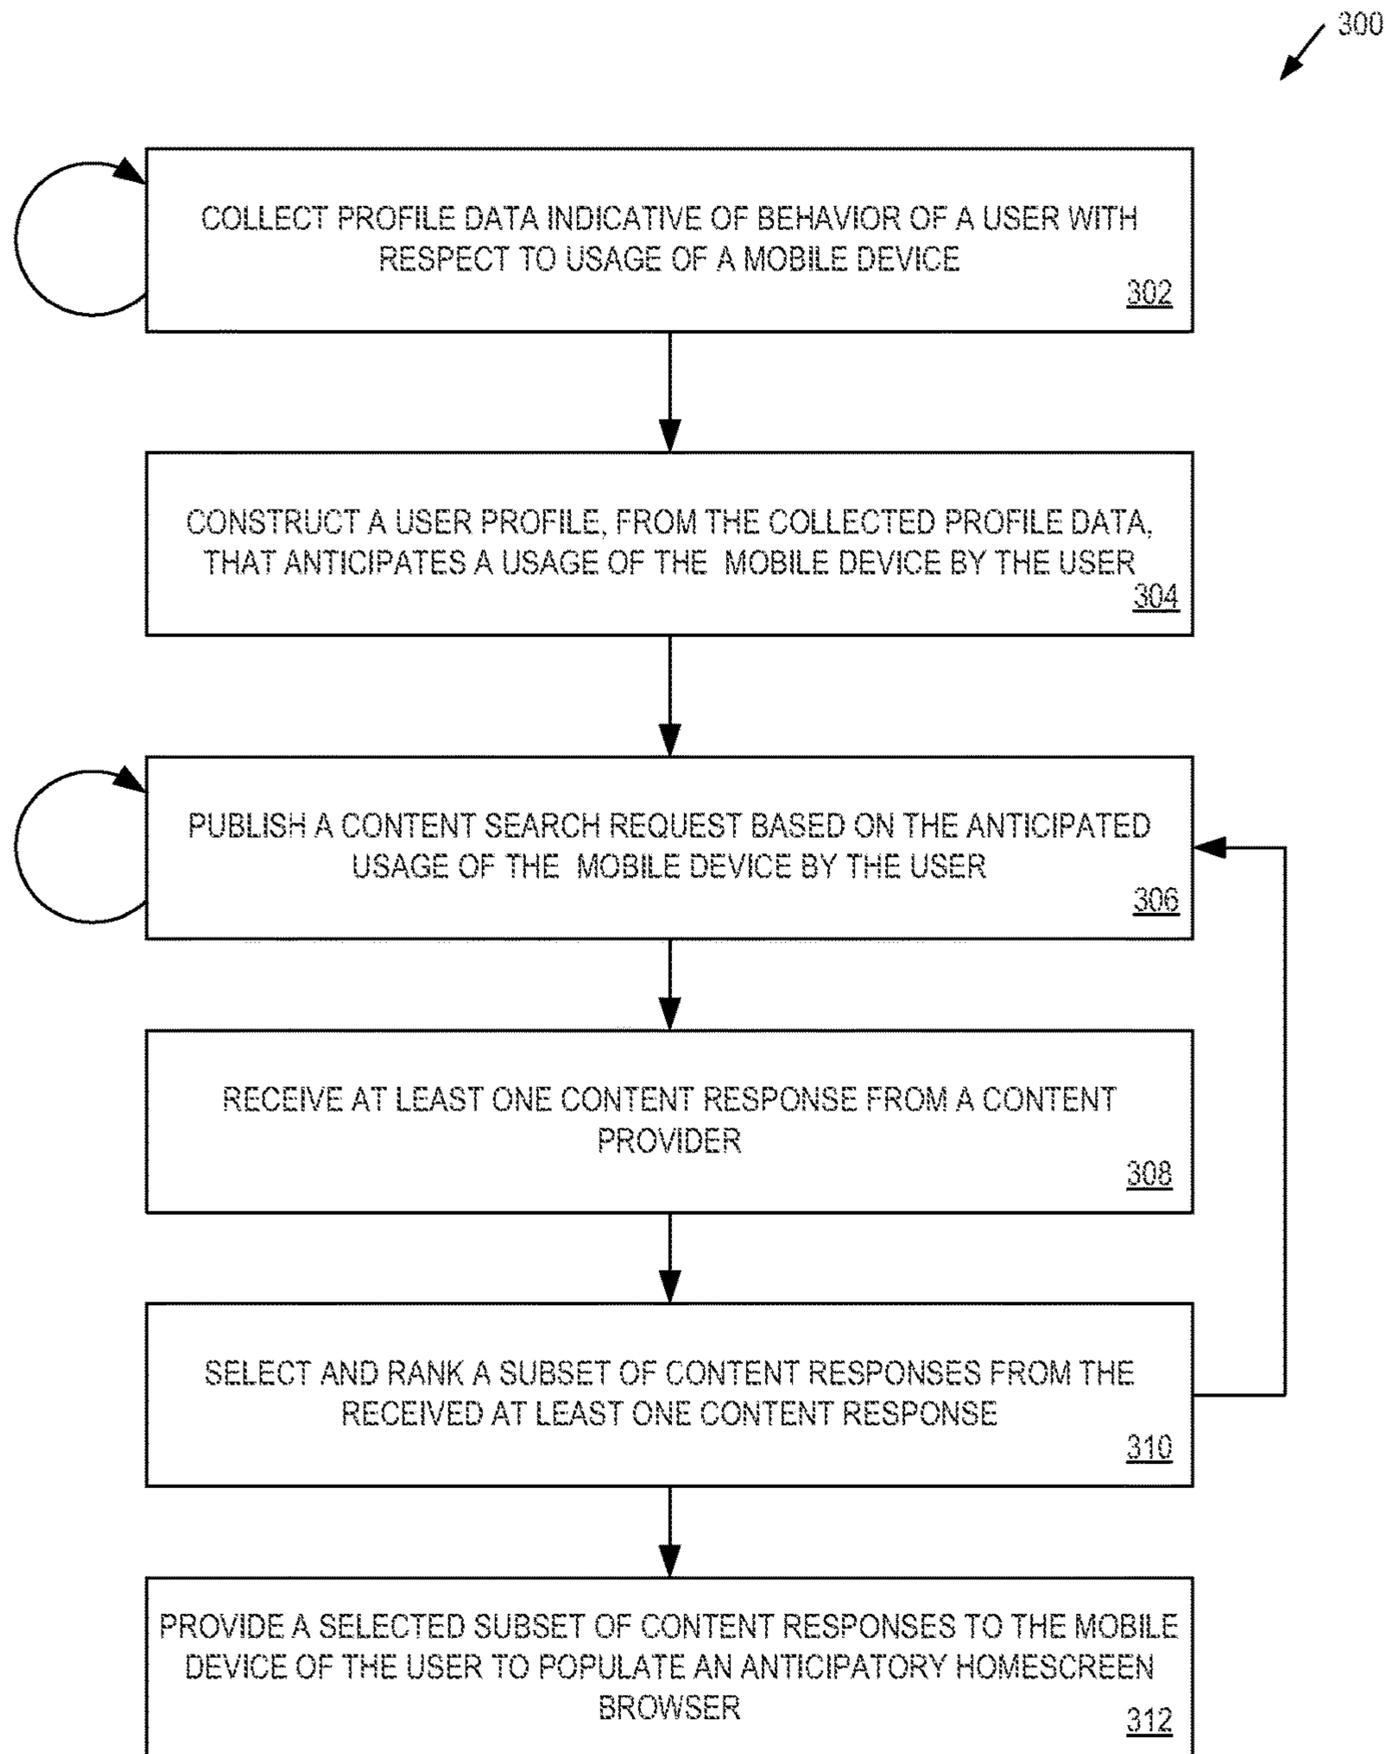 300
COLLECT PROFILE DATA INDICATIVE OF BEHAVIOR OF A USER WITH
RESPECT TO USAGE OF A MOBILE DEVICE
302
CONSTRUCT A USER PROFILE, FROM THE COLLECTED PROFILE DATA,
THAT ANTICIPATES A USAGE OF THE MOBILE DEVICE BY THE USER
304
PUBLISH A CONTENT SEARCH REQUEST BASED ON THE ANTICIPATED
USAGE OF THE MOBILE DEVICE BY THE USER
306
RECEIVE AT LEAST ONE CONTENT RESPONSE FROM A CONTENT
PROVIDER
308
SELECT AND RANK A SUBSET OF CONTENT RESPONSES FROM THE
RECEIVED AT LEAST ONE CONTENT RESPONSE
310
PROVIDE A SELECTED SUBSET OF CONTENT RESPONSES TO THE MOBILE
DEVICE OF THE USER TO POPULATE AN ANTICIPATORY HOMESCREEN
BROWSER
312